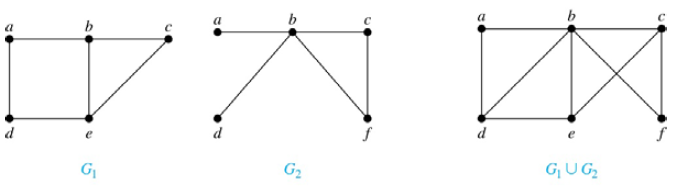 a b c
d e
G1
a b c
d f
G2
a b c
d e f
G1 ∪ G2